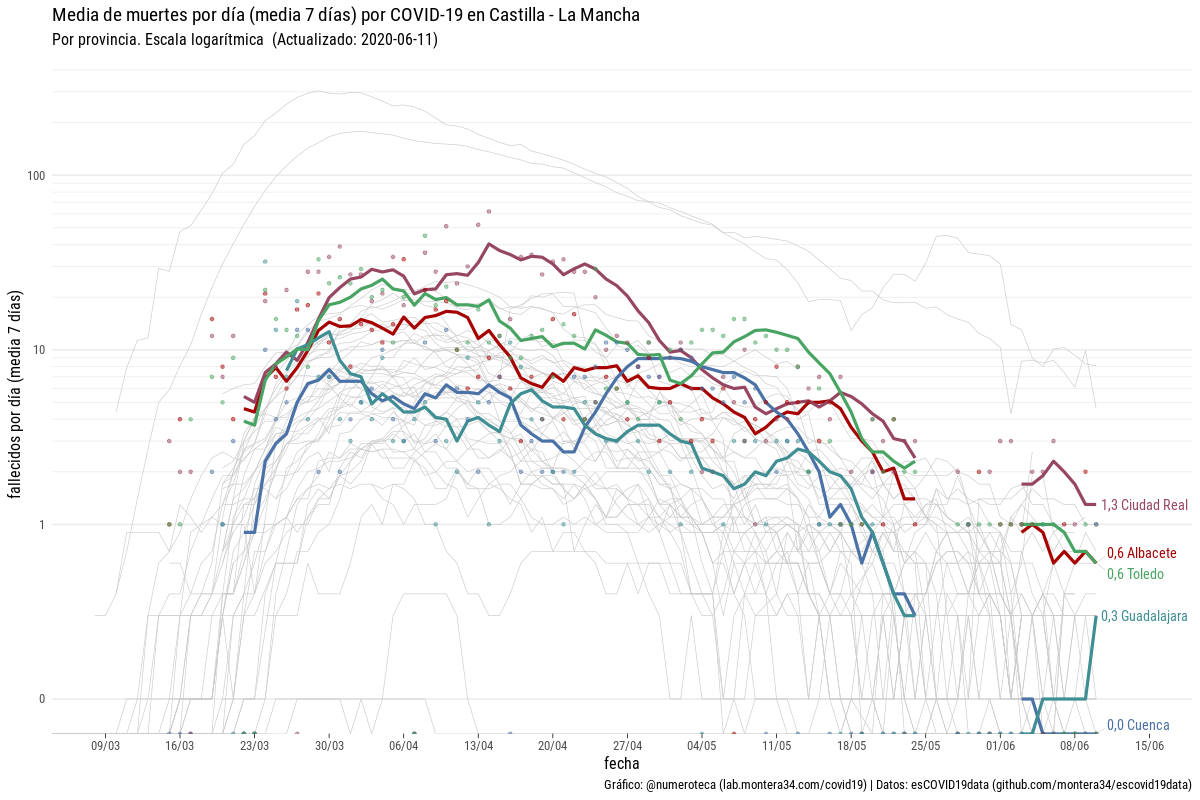 Media de muertes por día (media 7 días) por COVID-19 en Castilla - La Mancha
Por provincia. Escala logarítmica  (Actualizado: 2020-06-11)
fallecidos por día (media  7 días)
100
10
1
0
1,3 Ciudad Real
0,6 Albacete
0,6 Toledo
0,3 Guadalajara
0,0 Cuenca
09/03 16/03 23/03 30/03 06/04 13/04 20/04 27/04 04/05 11/05 18/05 25/05 01/06 08/06 15/06
fecha
Gráfico: @numeroteca (lab.montera34.com/covid19) | Datos: esCOVID19data (github.com/montera34/escovid19data)